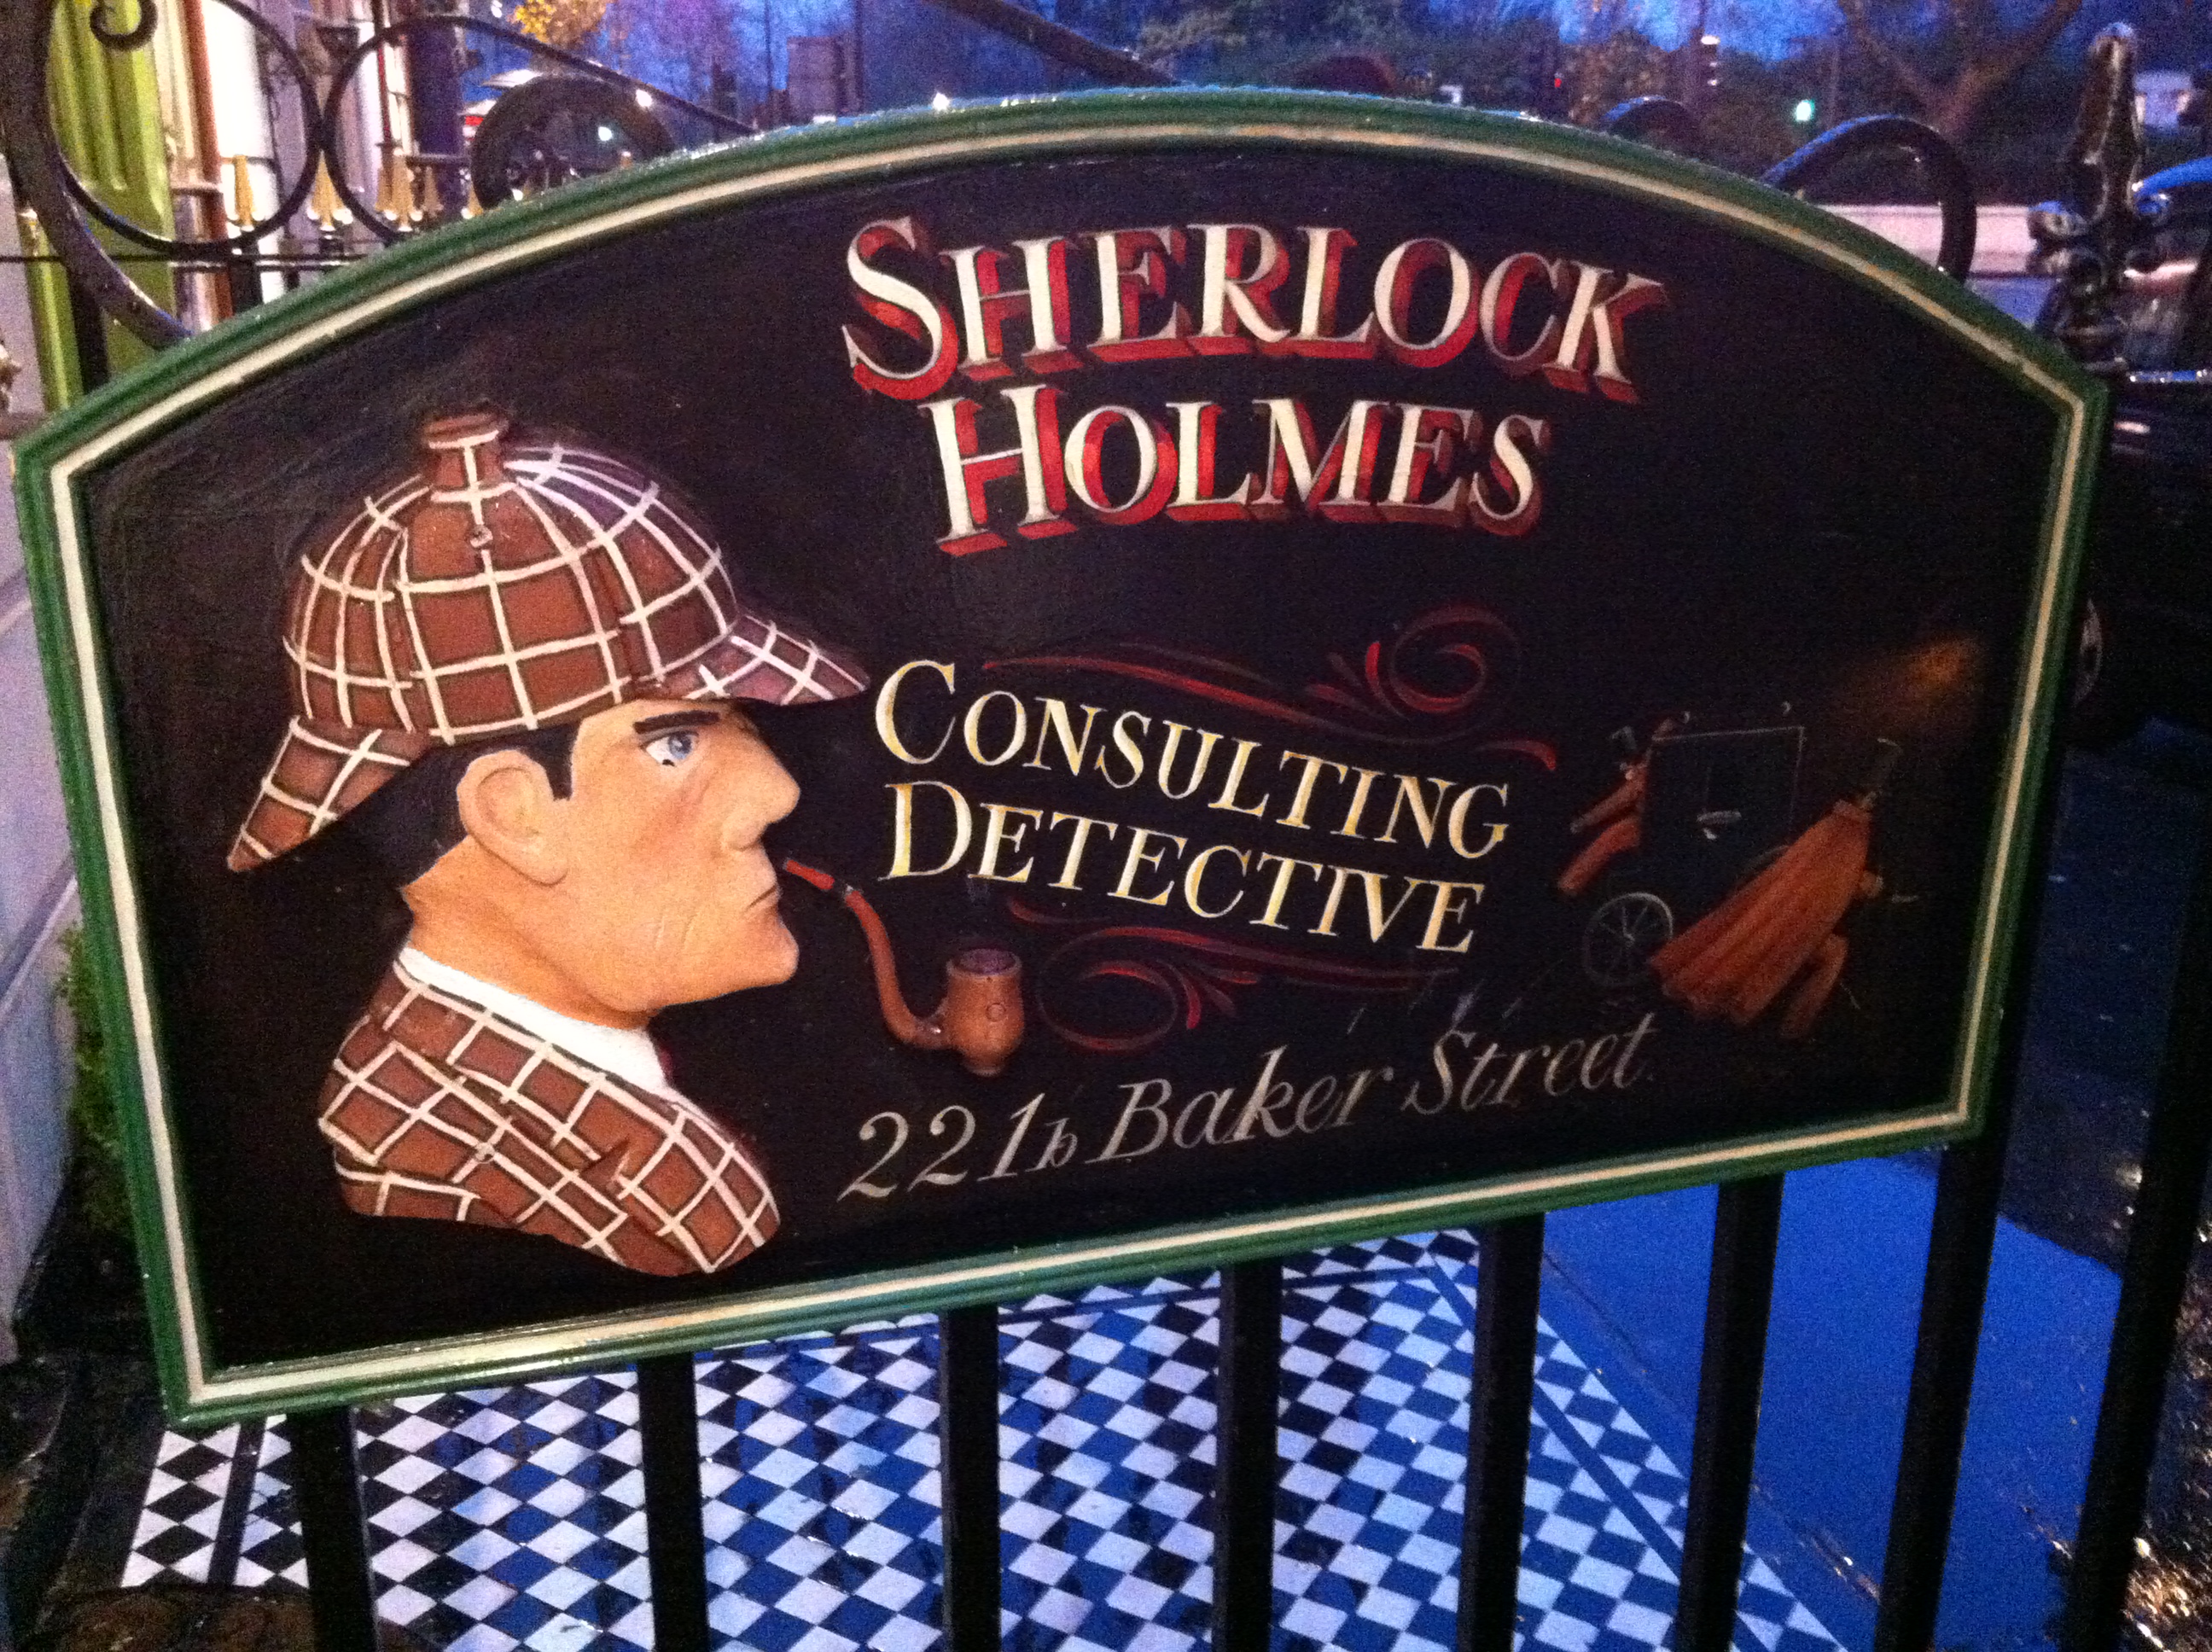 SHERLOCK
HOLMES
CONSULTING
DETECTIVE
221b Baker Street